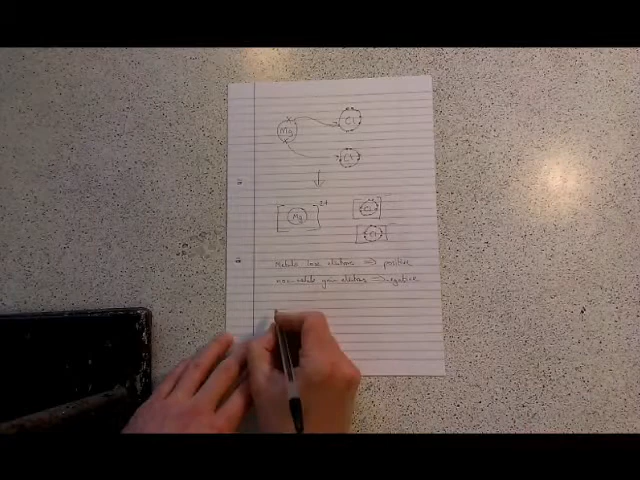 Mg Cl
Cl
Mg 2+ Cl
Cl
Metals lose electrons => positive
non-metals gain electrons => negative